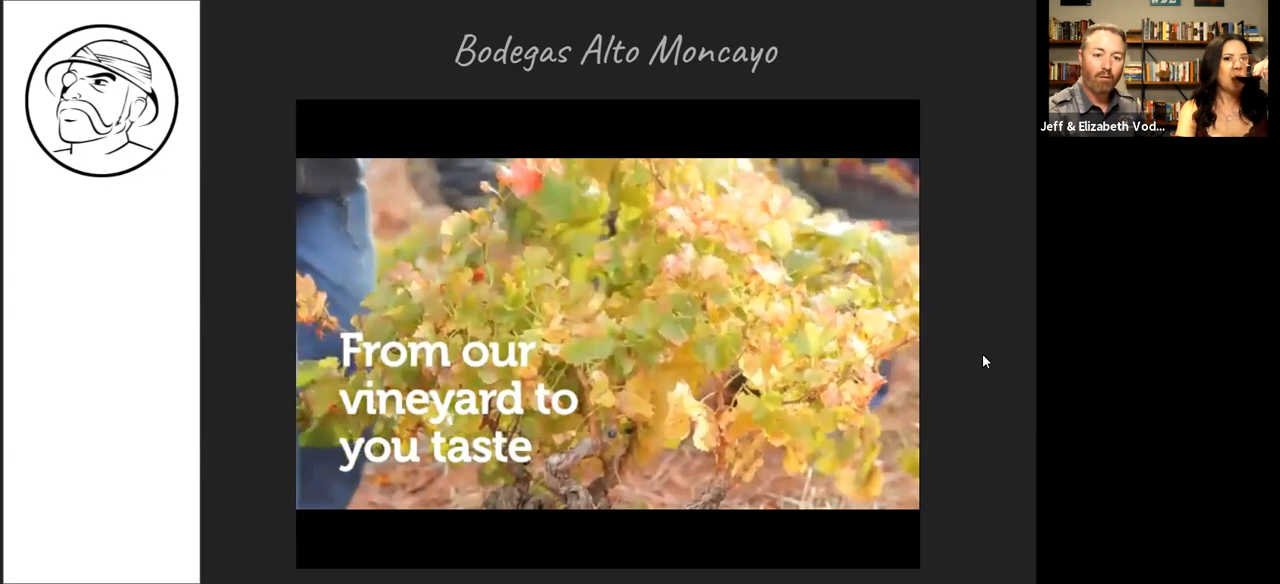 Bodegas Alto Moncayo
Jeff & Elizabeth Vod...
From our
vineyard to
you taste